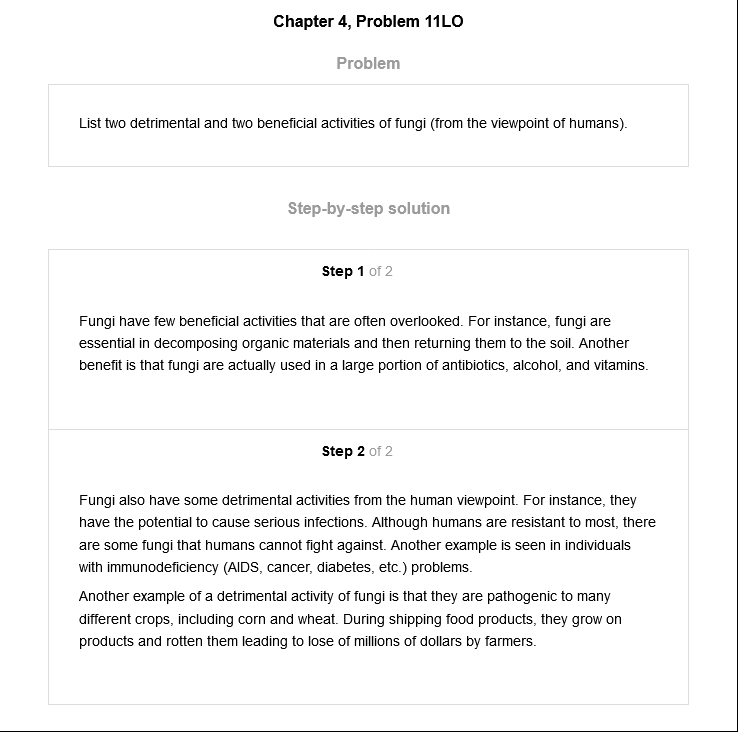 Chapter 4, Problem 11LO
Problem
List two detrimental and two beneficial activities of fungi (from the viewpoint of humans).
Step-by-step solution
Step 1 of 2
Fungi have few beneficial activities that are often overlooked. For instance, fungi are
essential in decomposing organic materials and then returning them to the soil. Another
benefit is that fungi are actually used in a large portion of antibiotics, alcohol, and vitamins.
Step 2 of 2
Fungi also have some detrimental activities from the human viewpoint. For instance, they
have the potential to cause serious infections. Although humans are resistant to most, there
are some fungi that humans cannot fight against. Another example is seen in individuals
with immunodeficiency (AIDS, cancer, diabetes, etc.) problems.
Another example of a detrimental activity of fungi is that they are pathogenic to many
different crops, including corn and wheat. During shipping food products, they grow on
products and rotten them leading to lose of millions of dollars by farmers.